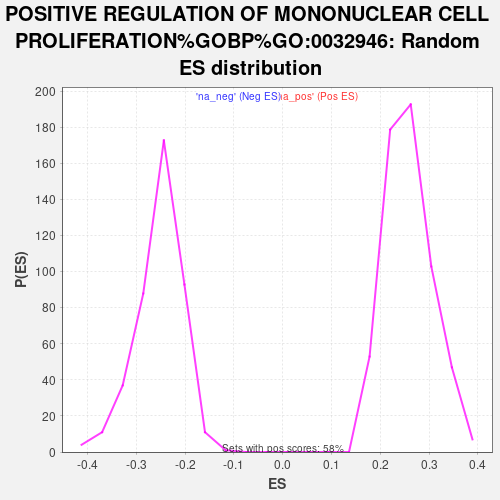 POSITIVE REGULATION OF MONONUCLEAR CELL
PROLIFERATION%GOBP%GO:0032946: Random
ES distribution
'na_neg' (Neg ES) a_pos' (Pos ES)
200
180
160
140
120
100
80
60
40
20
0
P(ES)
Sets with pos scores: 58%
-0.4 -0.3 -0.2 -0.1 0.0 0.1 0.2 0.3 0.4
ES